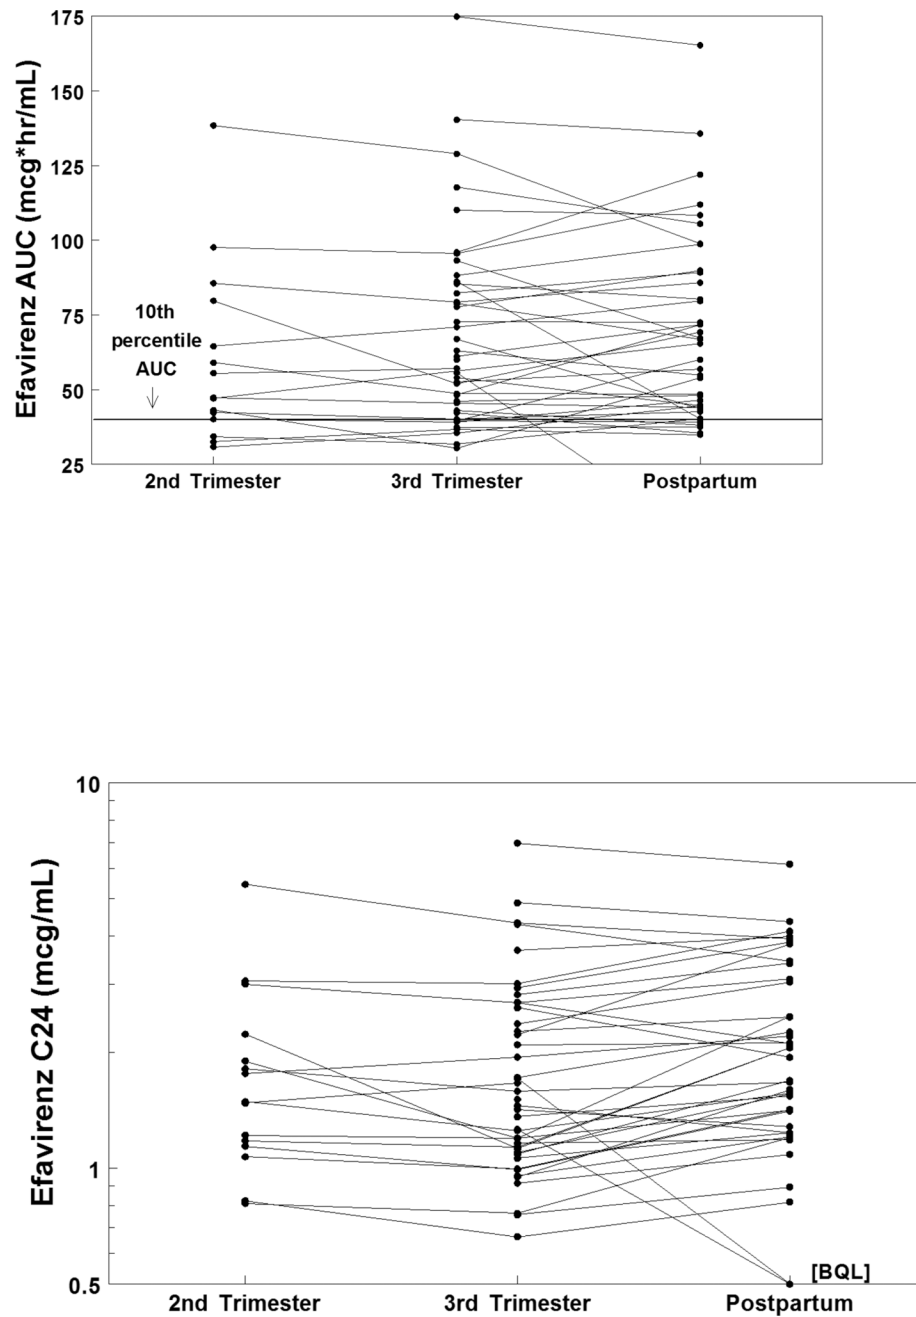 175
150
125
100
75
50
25
Efavirenz AUC (mcg*hr/mL)
10th
percentile
AUC
2nd Trimester
3rd Trimester
Postpartum
10
1
0.5
Efavirenz C24 (mcg/mL)
[BQL]
2nd Trimester
3rd Trimester
Postpartum